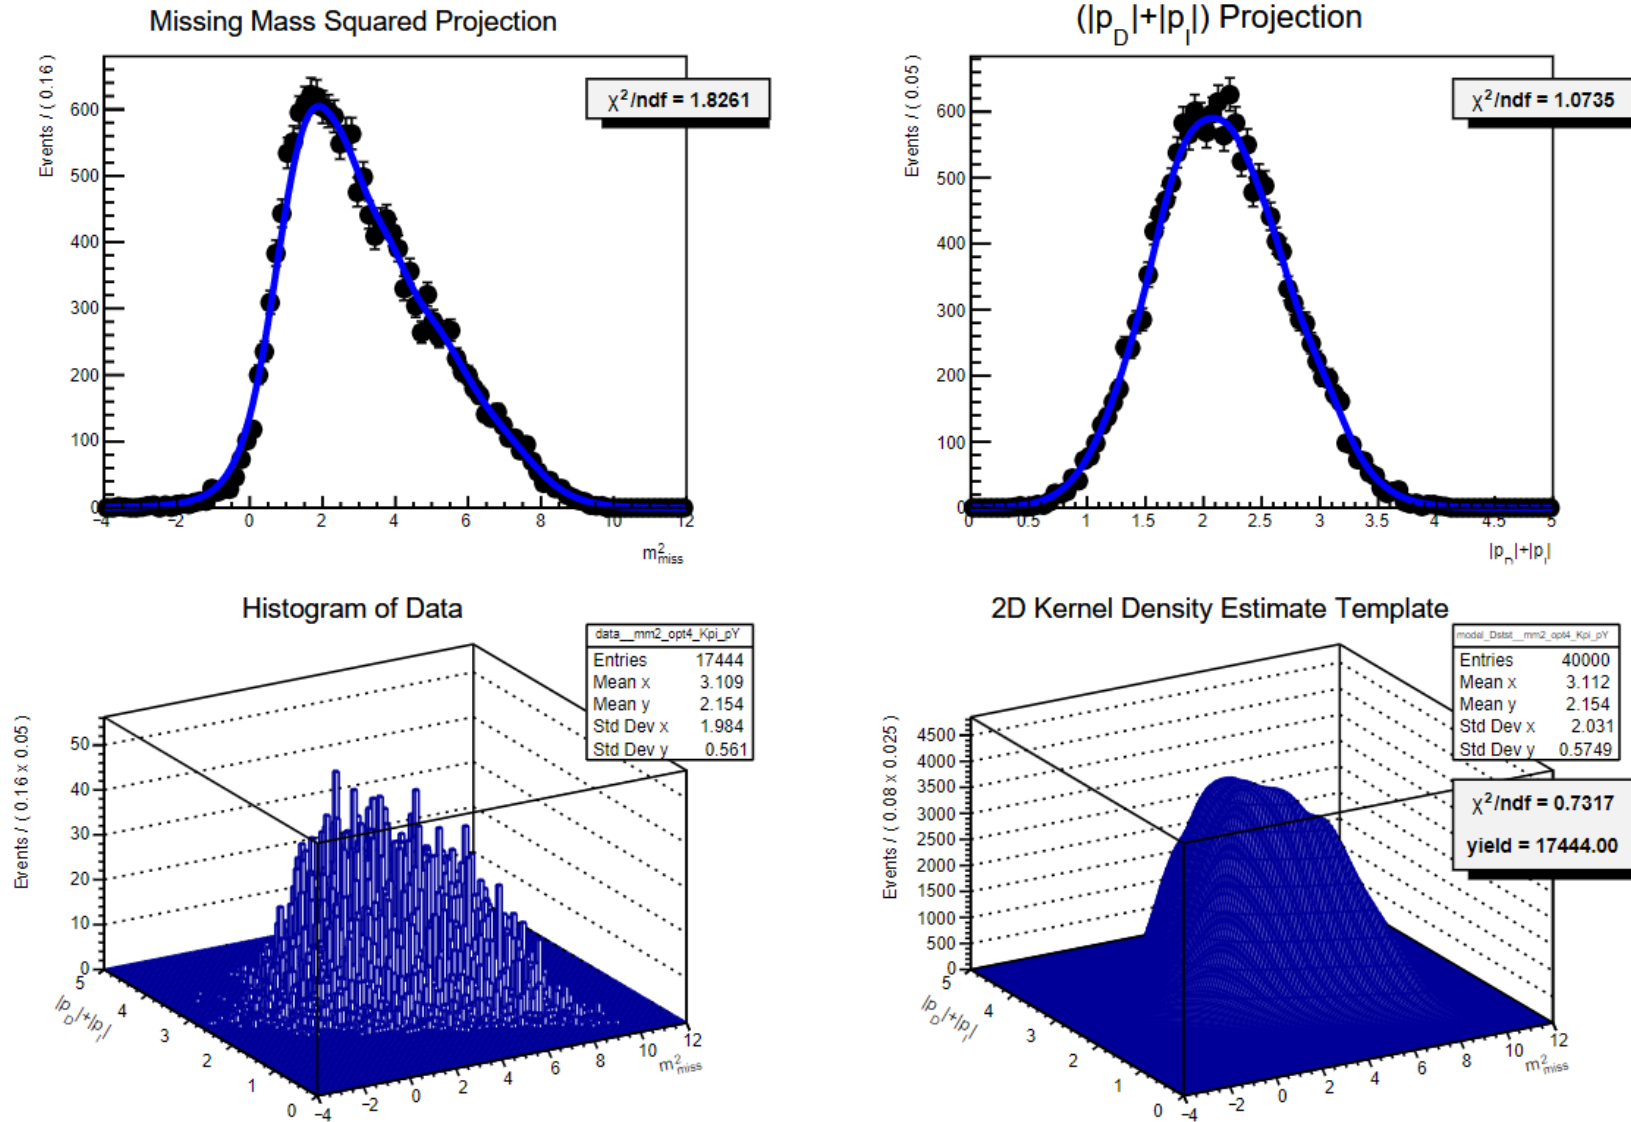 Missing Mass Squared Projection
Events / ( 0.16 )
600
500
400
300
200
100
0
−4 −2 0 2 4 6 8 10 12
m²miss
χ²/ndf = 1.8261
(|pD|+|pl|) Projection
Events / ( 0.05 )
600
500
400
300
200
100
0
0 0.5 1 1.5 2 2.5 3 3.5 4 4.5 5
|pD|+|pl|
χ²/ndf = 1.0735
Histogram of Data
data__mm2_opt4_Kpi_pY
Entries 17444
Mean x 3.109
Mean y 2.154
Std Dev x 1.984
Std Dev y 0.561
Events / ( 0.16 x 0.05 )
50
40
30
20
10
0
5 4 3 2 1 0
|pD|+|pl|
−4 −2 0 2 4 6 8 10 12
m²miss
2D Kernel Density Estimate Template
model_Dstst__mm2_opt4_Kpi_pY
Entries 40000
Mean x 3.112
Mean y 2.154
Std Dev x 2.031
Std Dev y 0.5749
χ²/ndf = 0.7317
yield = 17444.00
Events / ( 0.08 x 0.025 )
4500
4000
3500
3000
2500
2000
1500
1000
500
0
5 4 3 2 1 0
|pD|+|pl|
−4 −2 0 2 4 6 8 10 12
m²miss